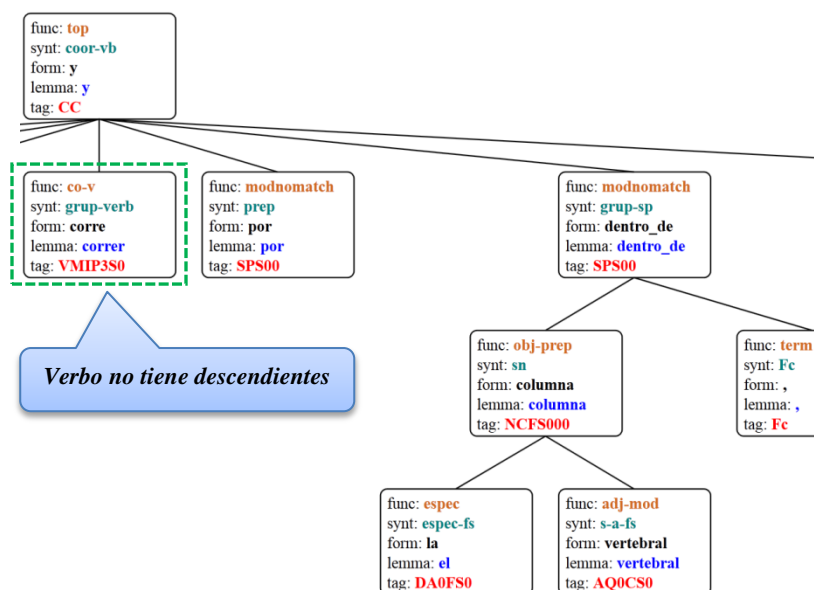 func: top
synt: coor-vb
form: y
lemma: y
tag: CC
func: co-v
synt: grup-verb
form: corre
lemma: correr
tag: VMIP3S0
func: modnomatch
synt: prep
form: por
lemma: por
tag: SPS00
func: modnomatch
synt: grup-sp
form: dentro_de
lemma: dentro_de
tag: SPS00
Verbo no tiene descendientes
func: obj-prep
synt: sn
form: columna
lemma: columna
tag: NCFS000
func: term
synt: Fc
form: ,
lemma: ,
tag: Fc
func: espec
synt: espec-fs
form: la
lemma: el
tag: DA0FS0
func: adj-mod
synt: s-a-fs
form: vertebral
lemma: vertebral
tag: AQ0CS0